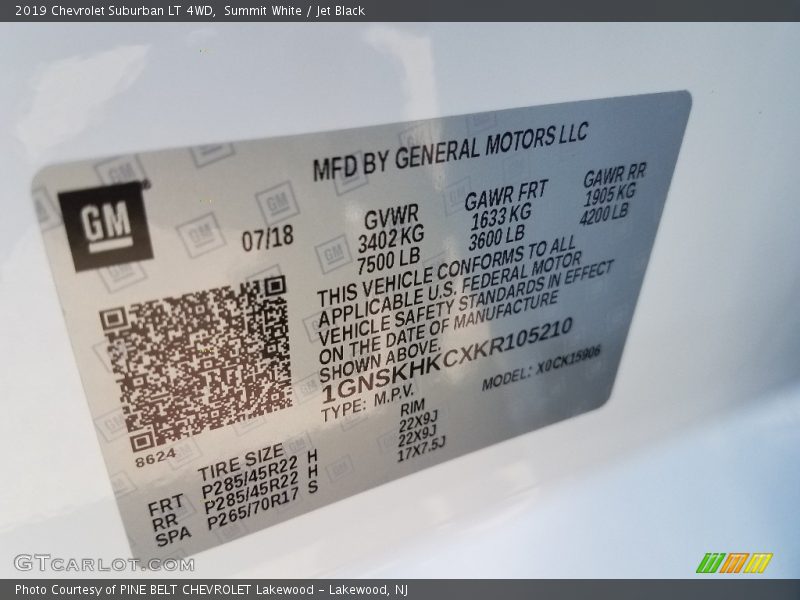 2019 Chevrolet Suburban LT 4WD, Summit White / Jet Black
MFD BY GENERAL MOTORS LLC
GM
07/18
GVWR
3402 KG
7500 LB
GAWR FRT
1633 KG
3600 LB
GAWR RR
1905 KG
4200 LB
THIS VEHICLE CONFORMS TO ALL
APPLICABLE U.S. FEDERAL MOTOR
VEHICLE SAFETY STANDARDS IN EFFECT
ON THE DATE OF MANUFACTURE
SHOWN ABOVE.
1GNSKHKCXKR105210
TYPE: M.P.V.
MODEL: X0CK15906
8624
TIRE SIZE RIM
FRT P285/45R22 H 22X9J
RR P285/45R22 H 22X9J
SPA P265/70R17 S 17X7.5J
GTCARLOT.COM
Photo Courtesy of PINE BELT CHEVROLET Lakewood - Lakewood, NJ